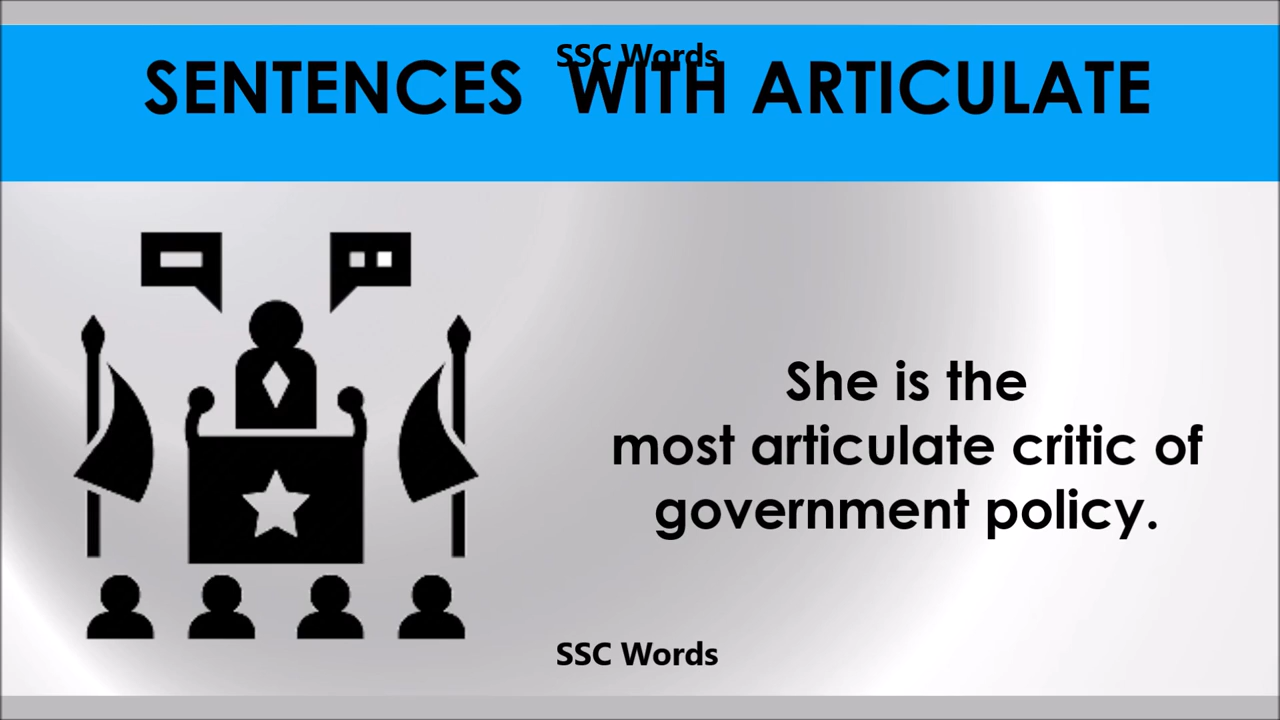 SSC Words
SENTENCES WITH ARTICULATE
She is the
most articulate critic of
government policy.
SSC Words